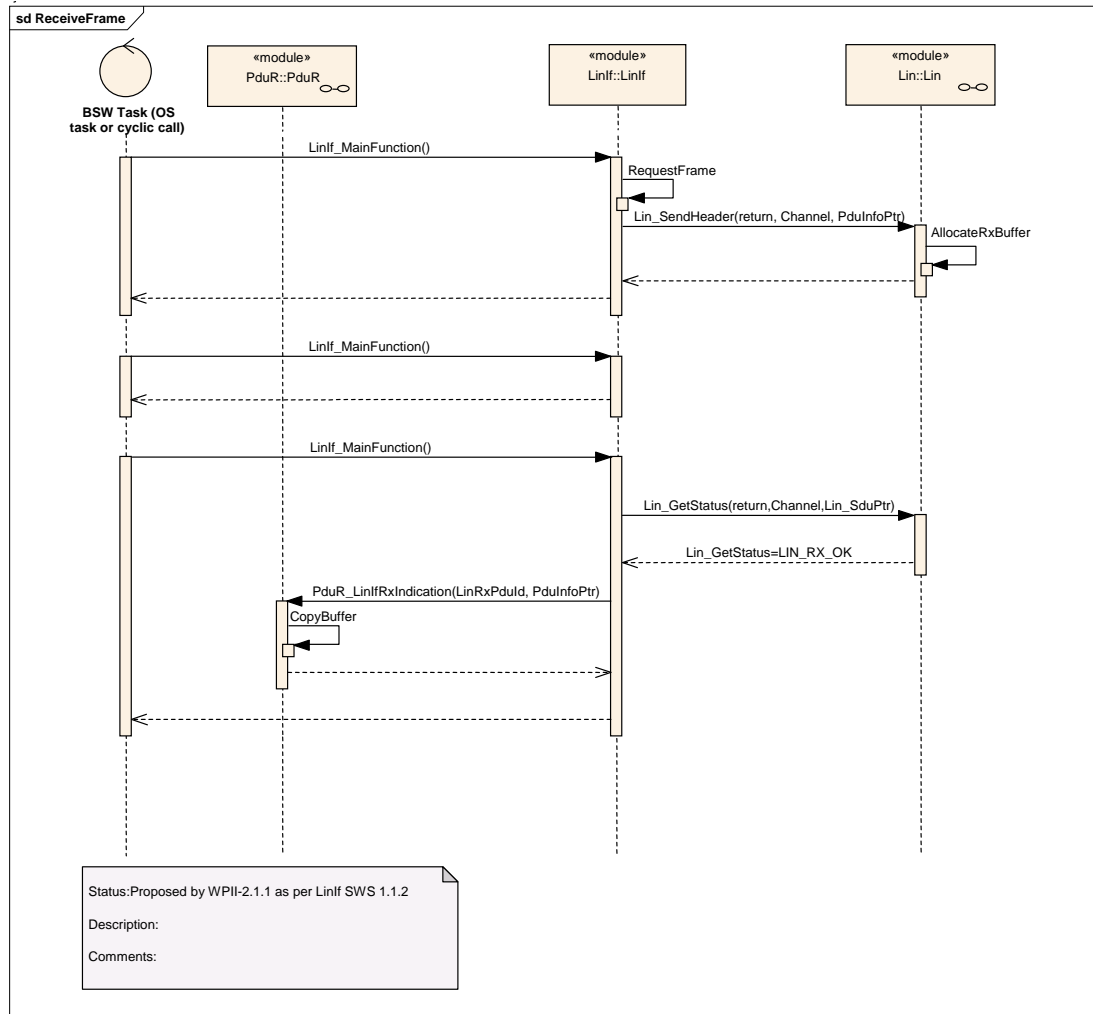 sd ReceiveFrame
«module»
PduR::PduR
«module»
LinIf::LinIf
«module»
Lin::Lin
BSW Task (OS
task or cyclic call)
LinIf_MainFunction()
RequestFrame
Lin_SendHeader(return, Channel, PduInfoPtr)
AllocateRxBuffer
LinIf_MainFunction()
LinIf_MainFunction()
Lin_GetStatus(return,Channel,Lin_SduPtr)
Lin_GetStatus=LIN_RX_OK
PduR_LinIfRxIndication(LinRxPduId, PduInfoPtr)
CopyBuffer
Status:Proposed by WPII-2.1.1 as per LinIf SWS 1.1.2
Description:
Comments: